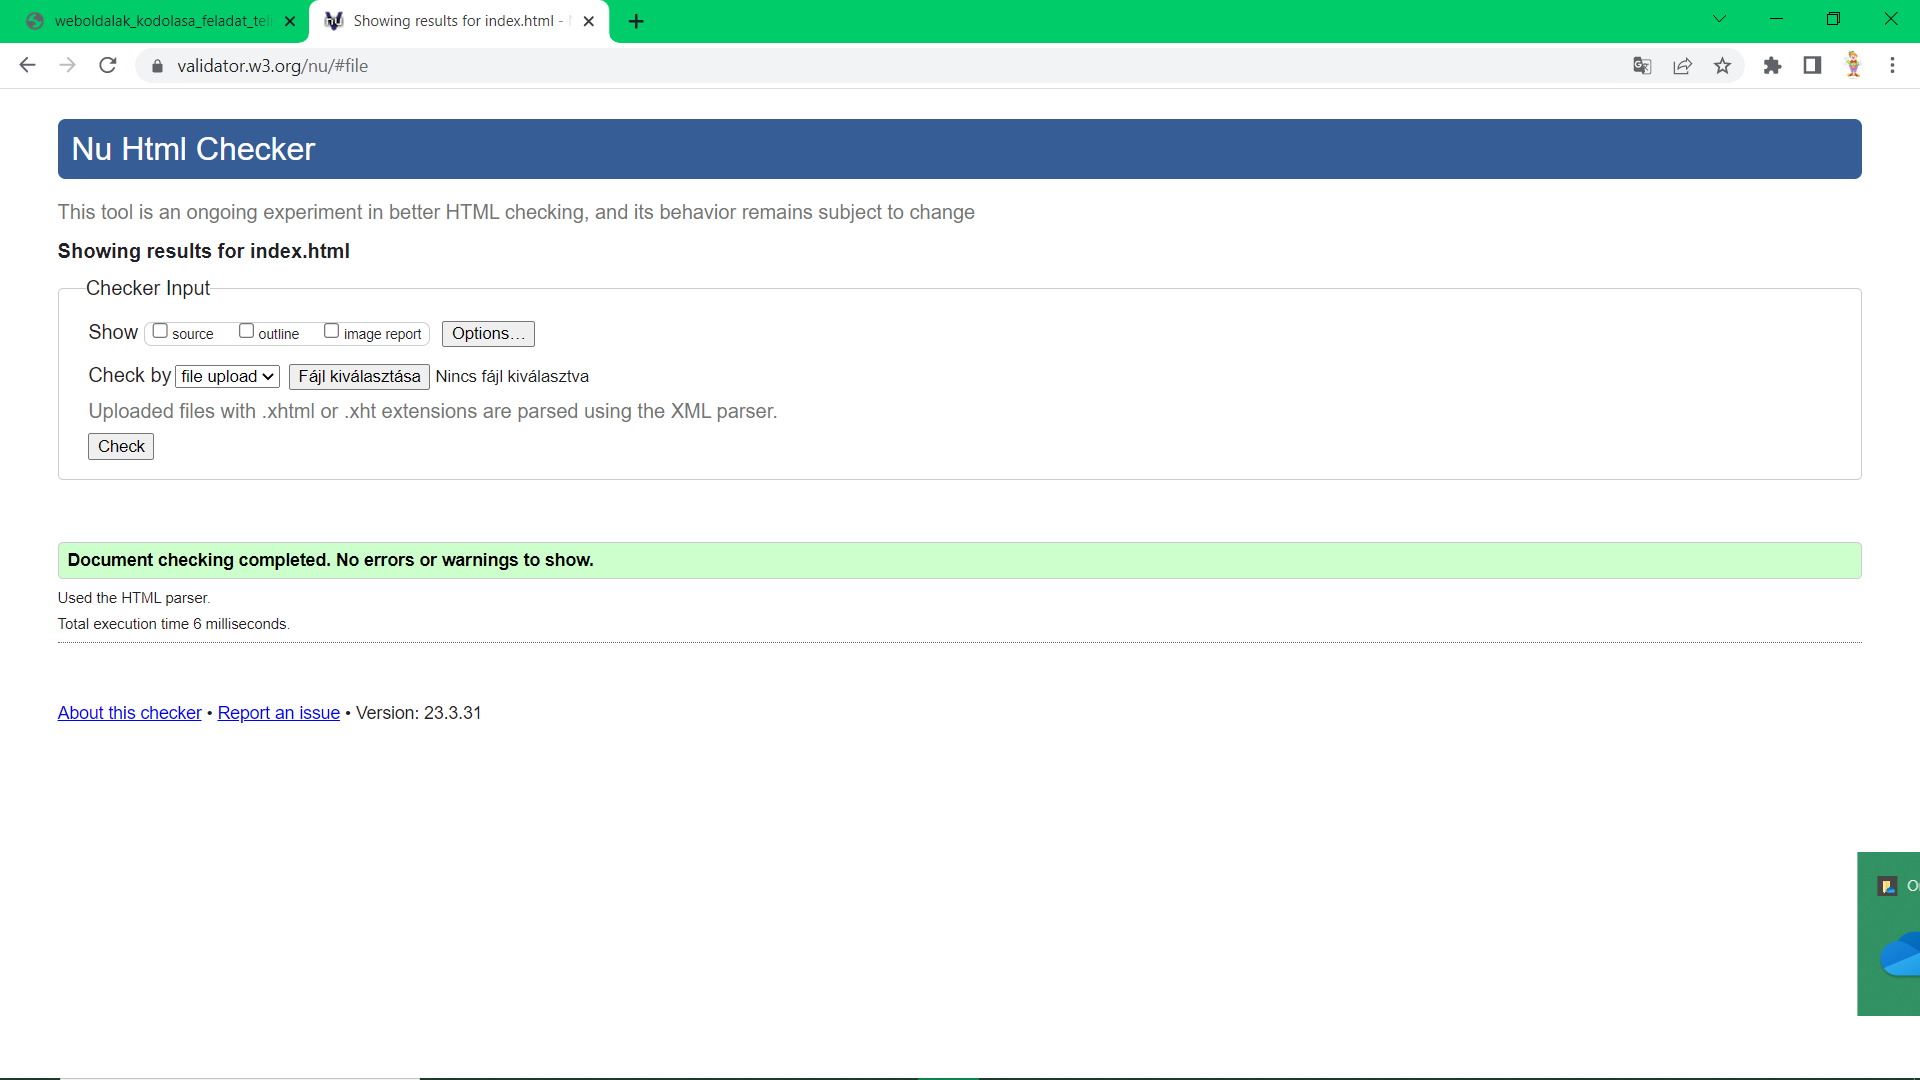 weboldalak_kodolasa_feladat_teli
Showing results for index.html -
validator.w3.org/nu/#file
Nu Html Checker
This tool is an ongoing experiment in better HTML checking, and its behavior remains subject to change
Showing results for index.html
Checker Input
Show source outline image report Options...
Check by file upload Fájl kiválasztása Nincs fájl kiválasztva
Uploaded files with .xhtml or .xht extensions are parsed using the XML parser.
Check
Document checking completed. No errors or warnings to show.
Used the HTML parser.
Total execution time 6 milliseconds.
About this checker • Report an issue • Version: 23.3.31